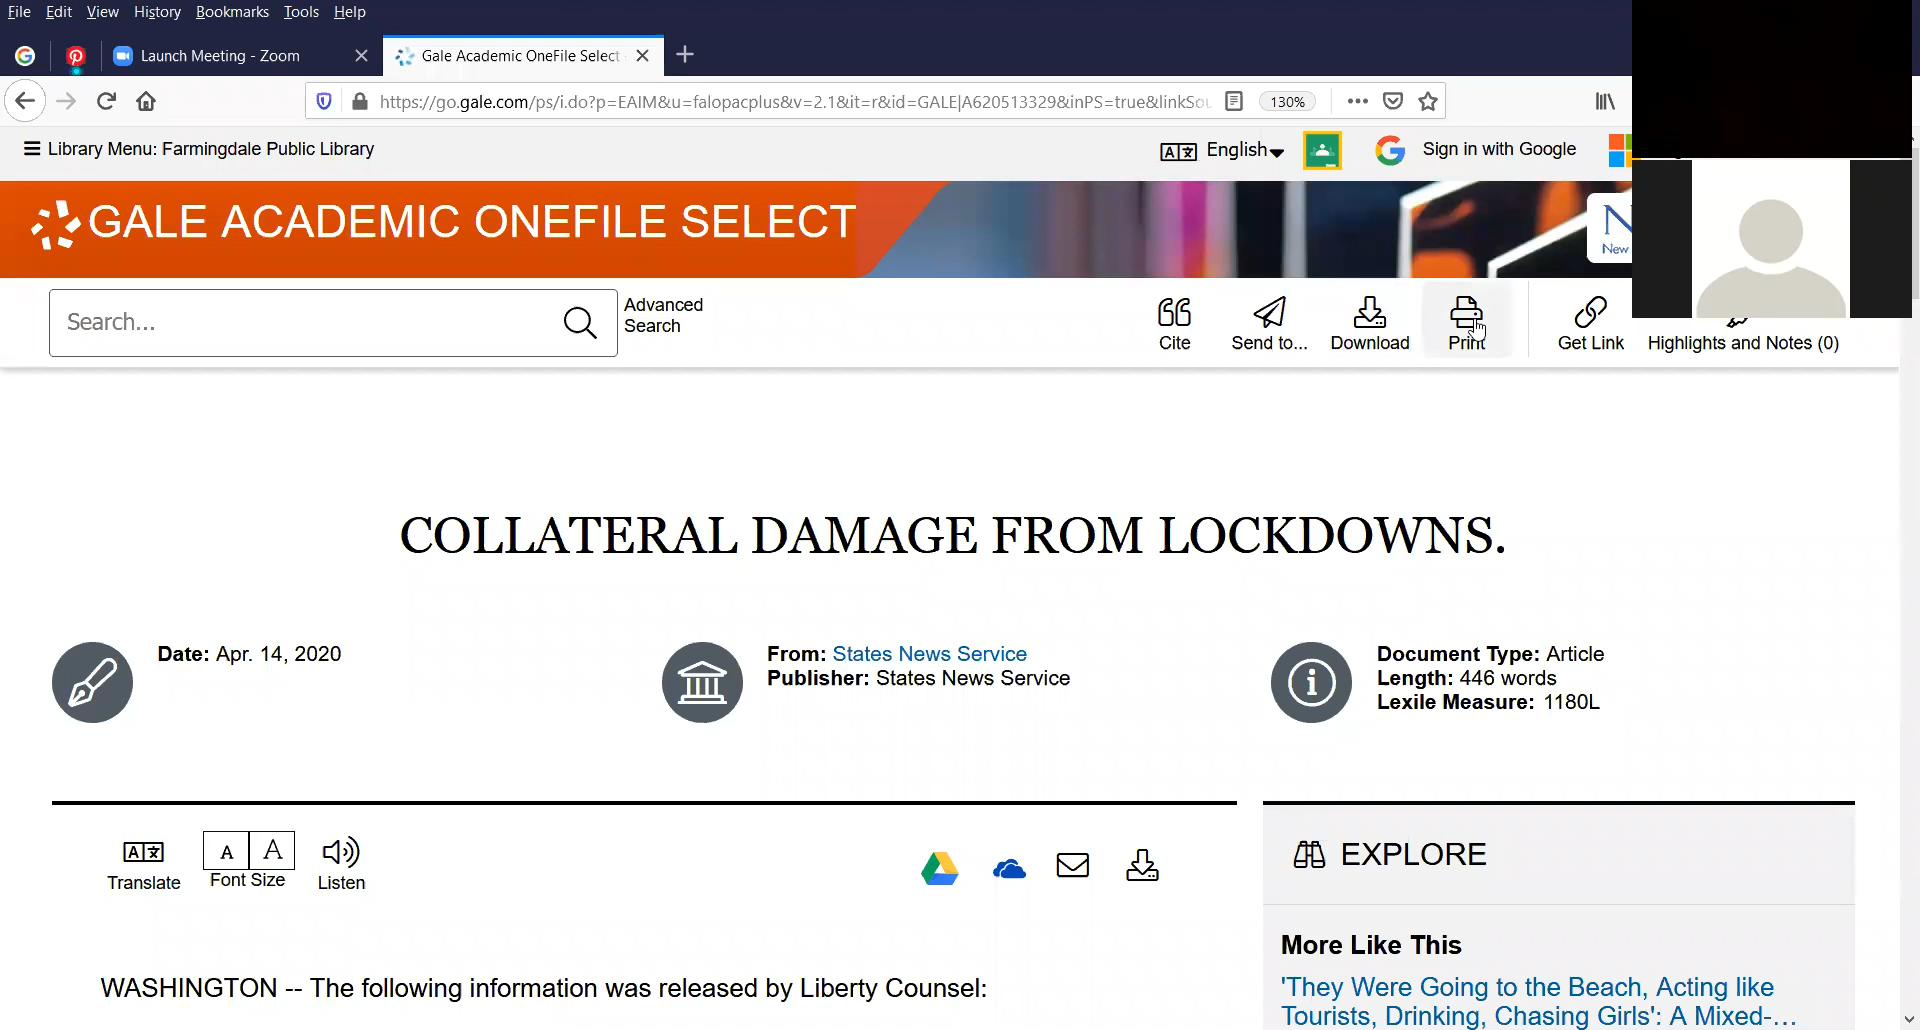 File Edit View History Bookmarks Tools Help
Launch Meeting - Zoom
Gale Academic OneFile Select
https://go.gale.com/ps/i.do?p=EAIM&u=falopacplus&v=2.1&it=r&id=GALE|A620513329&inPS=true&linkSou
130%
Library Menu: Farmingdale Public Library
English
Sign in with Google
GALE ACADEMIC ONEFILE SELECT
N
New
Search...
Advanced
Search
Cite
Send to...
Download
Print
Get Link
Highlights and Notes (0)
COLLATERAL DAMAGE FROM LOCKDOWNS.
Date: Apr. 14, 2020
From: States News Service
Publisher: States News Service
Document Type: Article
Length: 446 words
Lexile Measure: 1180L
Translate
A A
Font Size
Listen
EXPLORE
More Like This
'They Were Going to the Beach, Acting like
Tourists, Drinking, Chasing Girls': A Mixed-...
WASHINGTON -- The following information was released by Liberty Counsel: